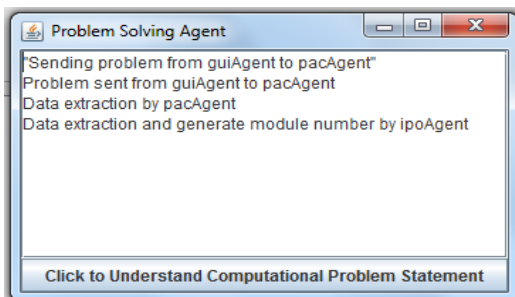 Problem Solving Agent
"Sending problem from guiAgent to pacAgent"
Problem sent from guiAgent to pacAgent
Data extraction by pacAgent
Data extraction and generate module number by ipoAgent
Click to Understand Computational Problem Statement